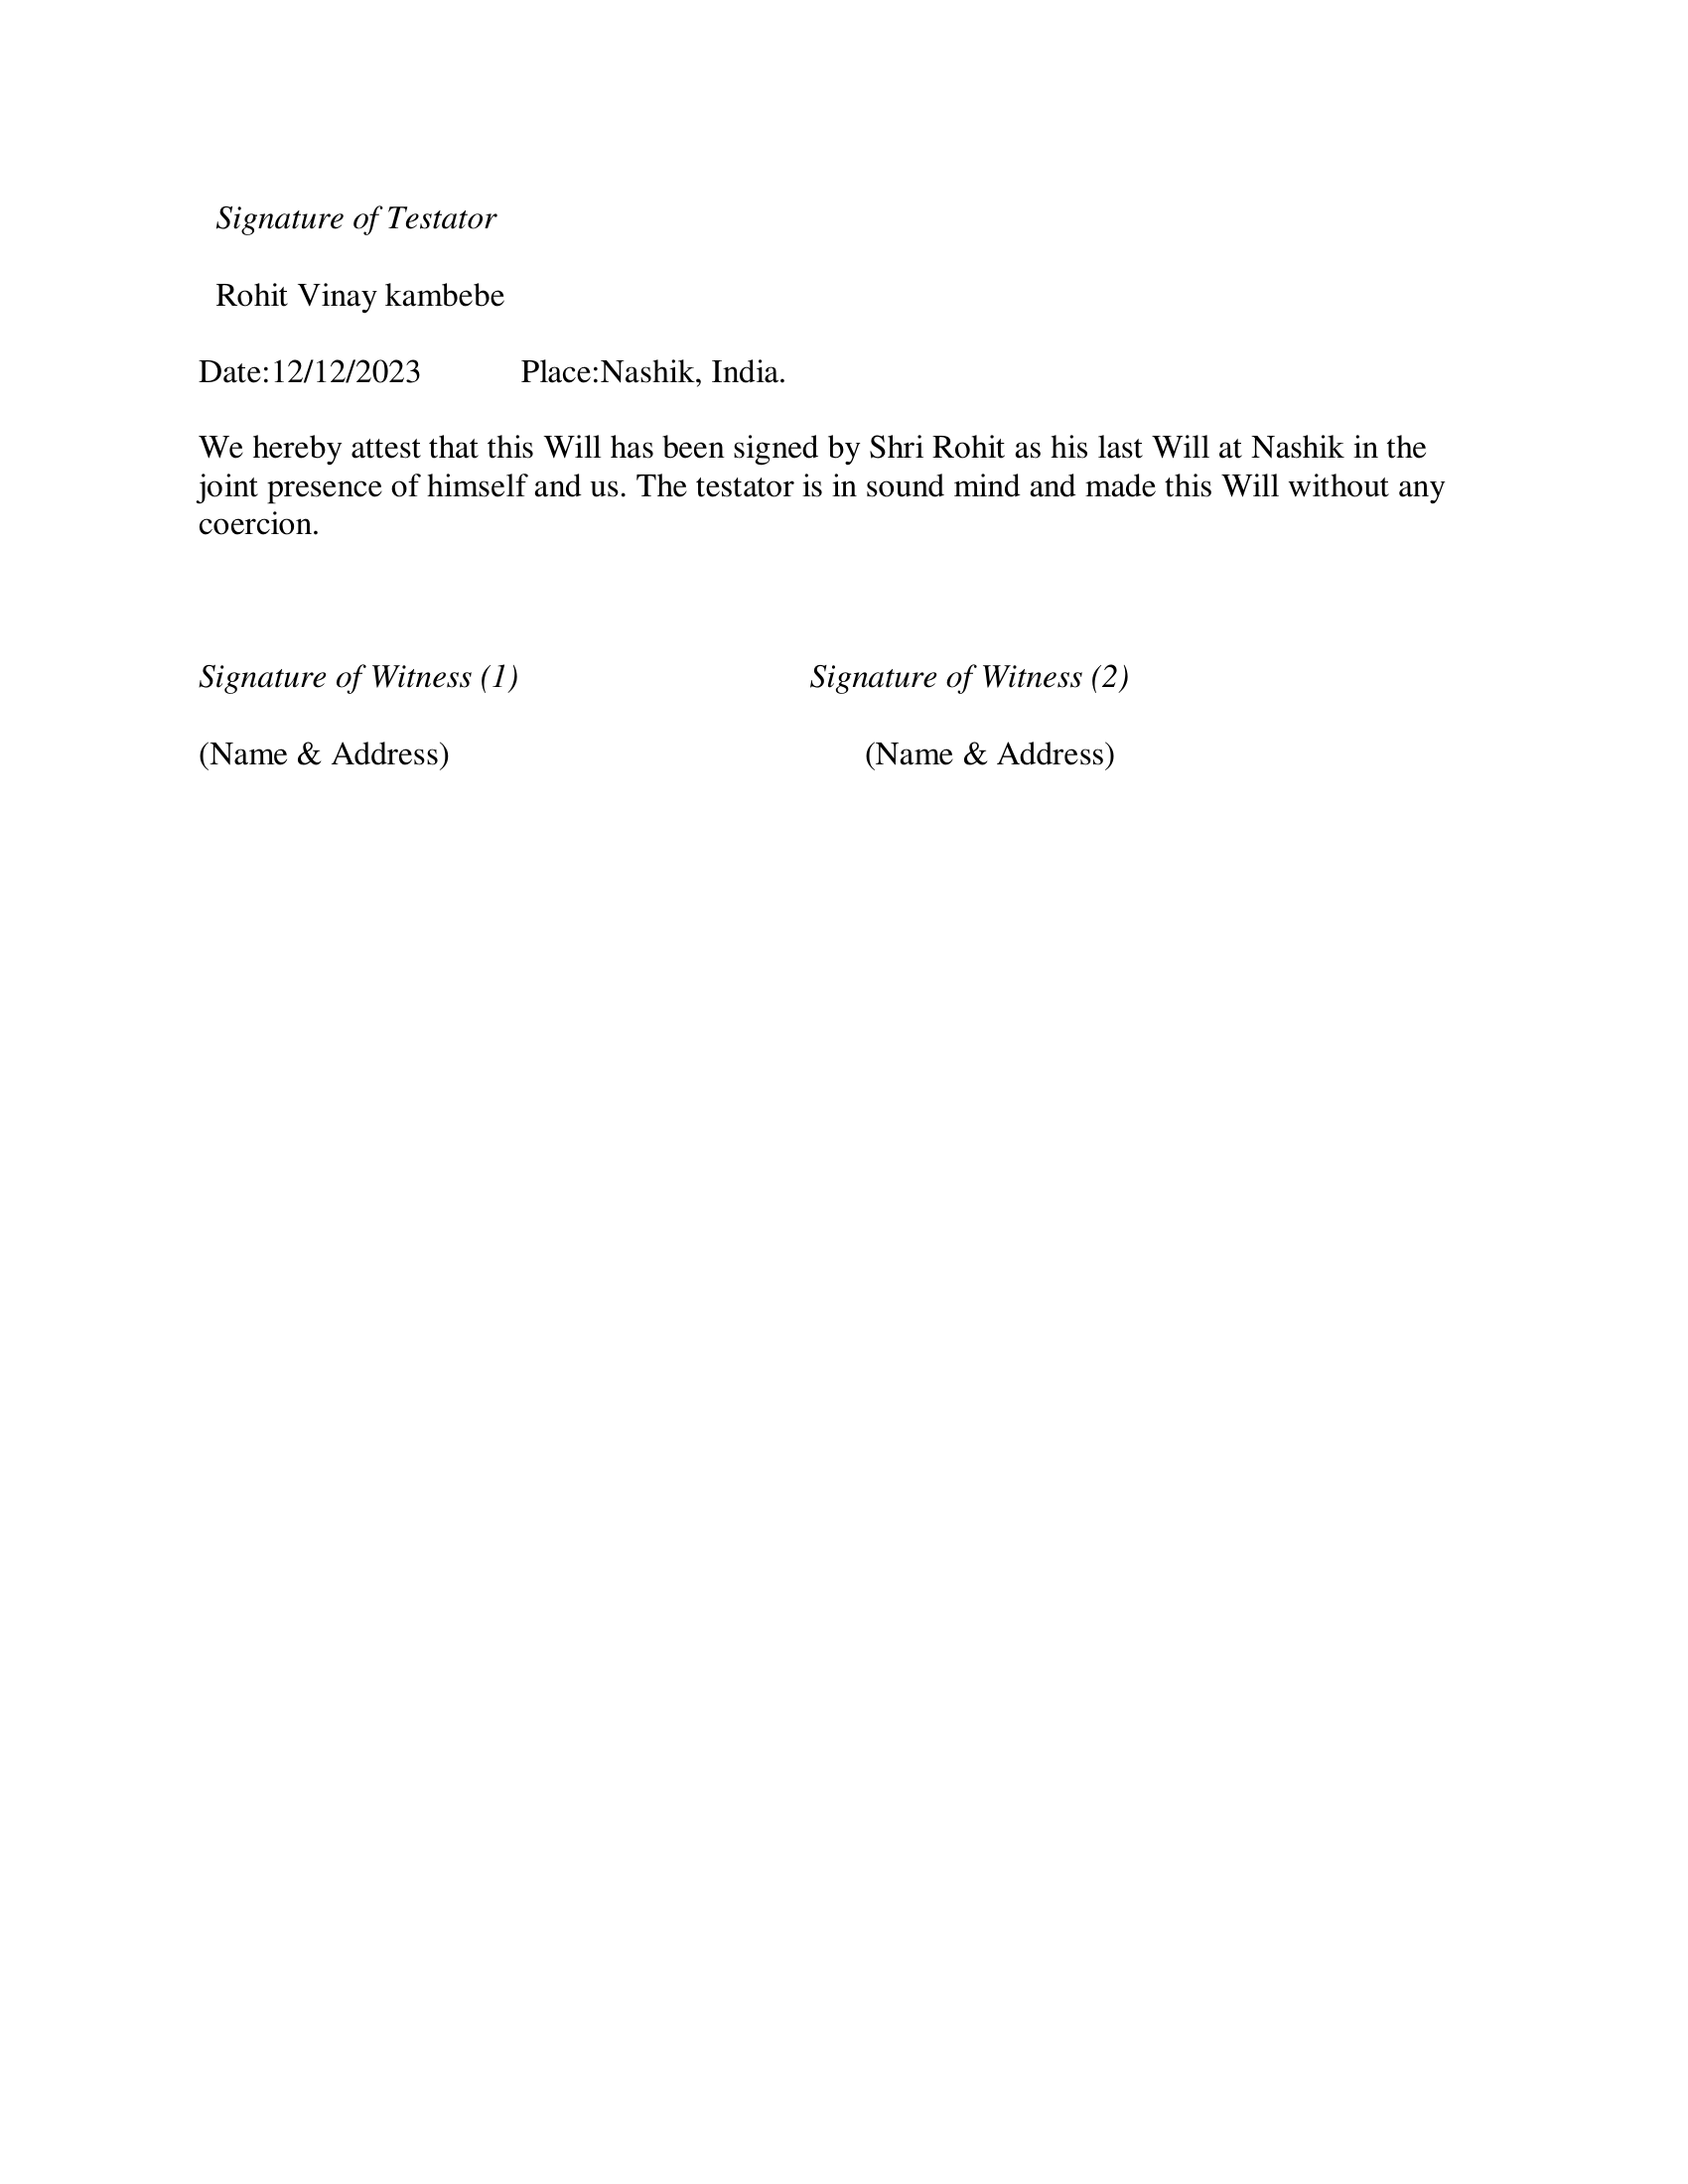 Signature of Testator
Rohit Vinay kambebe
Date:12/12/2023 Place:Nashik, India.
We hereby attest that this Will has been signed by Shri Rohit as his last Will at Nashik in the
joint presence of himself and us. The testator is in sound mind and made this Will without any
coercion.
Signature of Witness (1) Signature of Witness (2)
(Name & Address) (Name & Address)